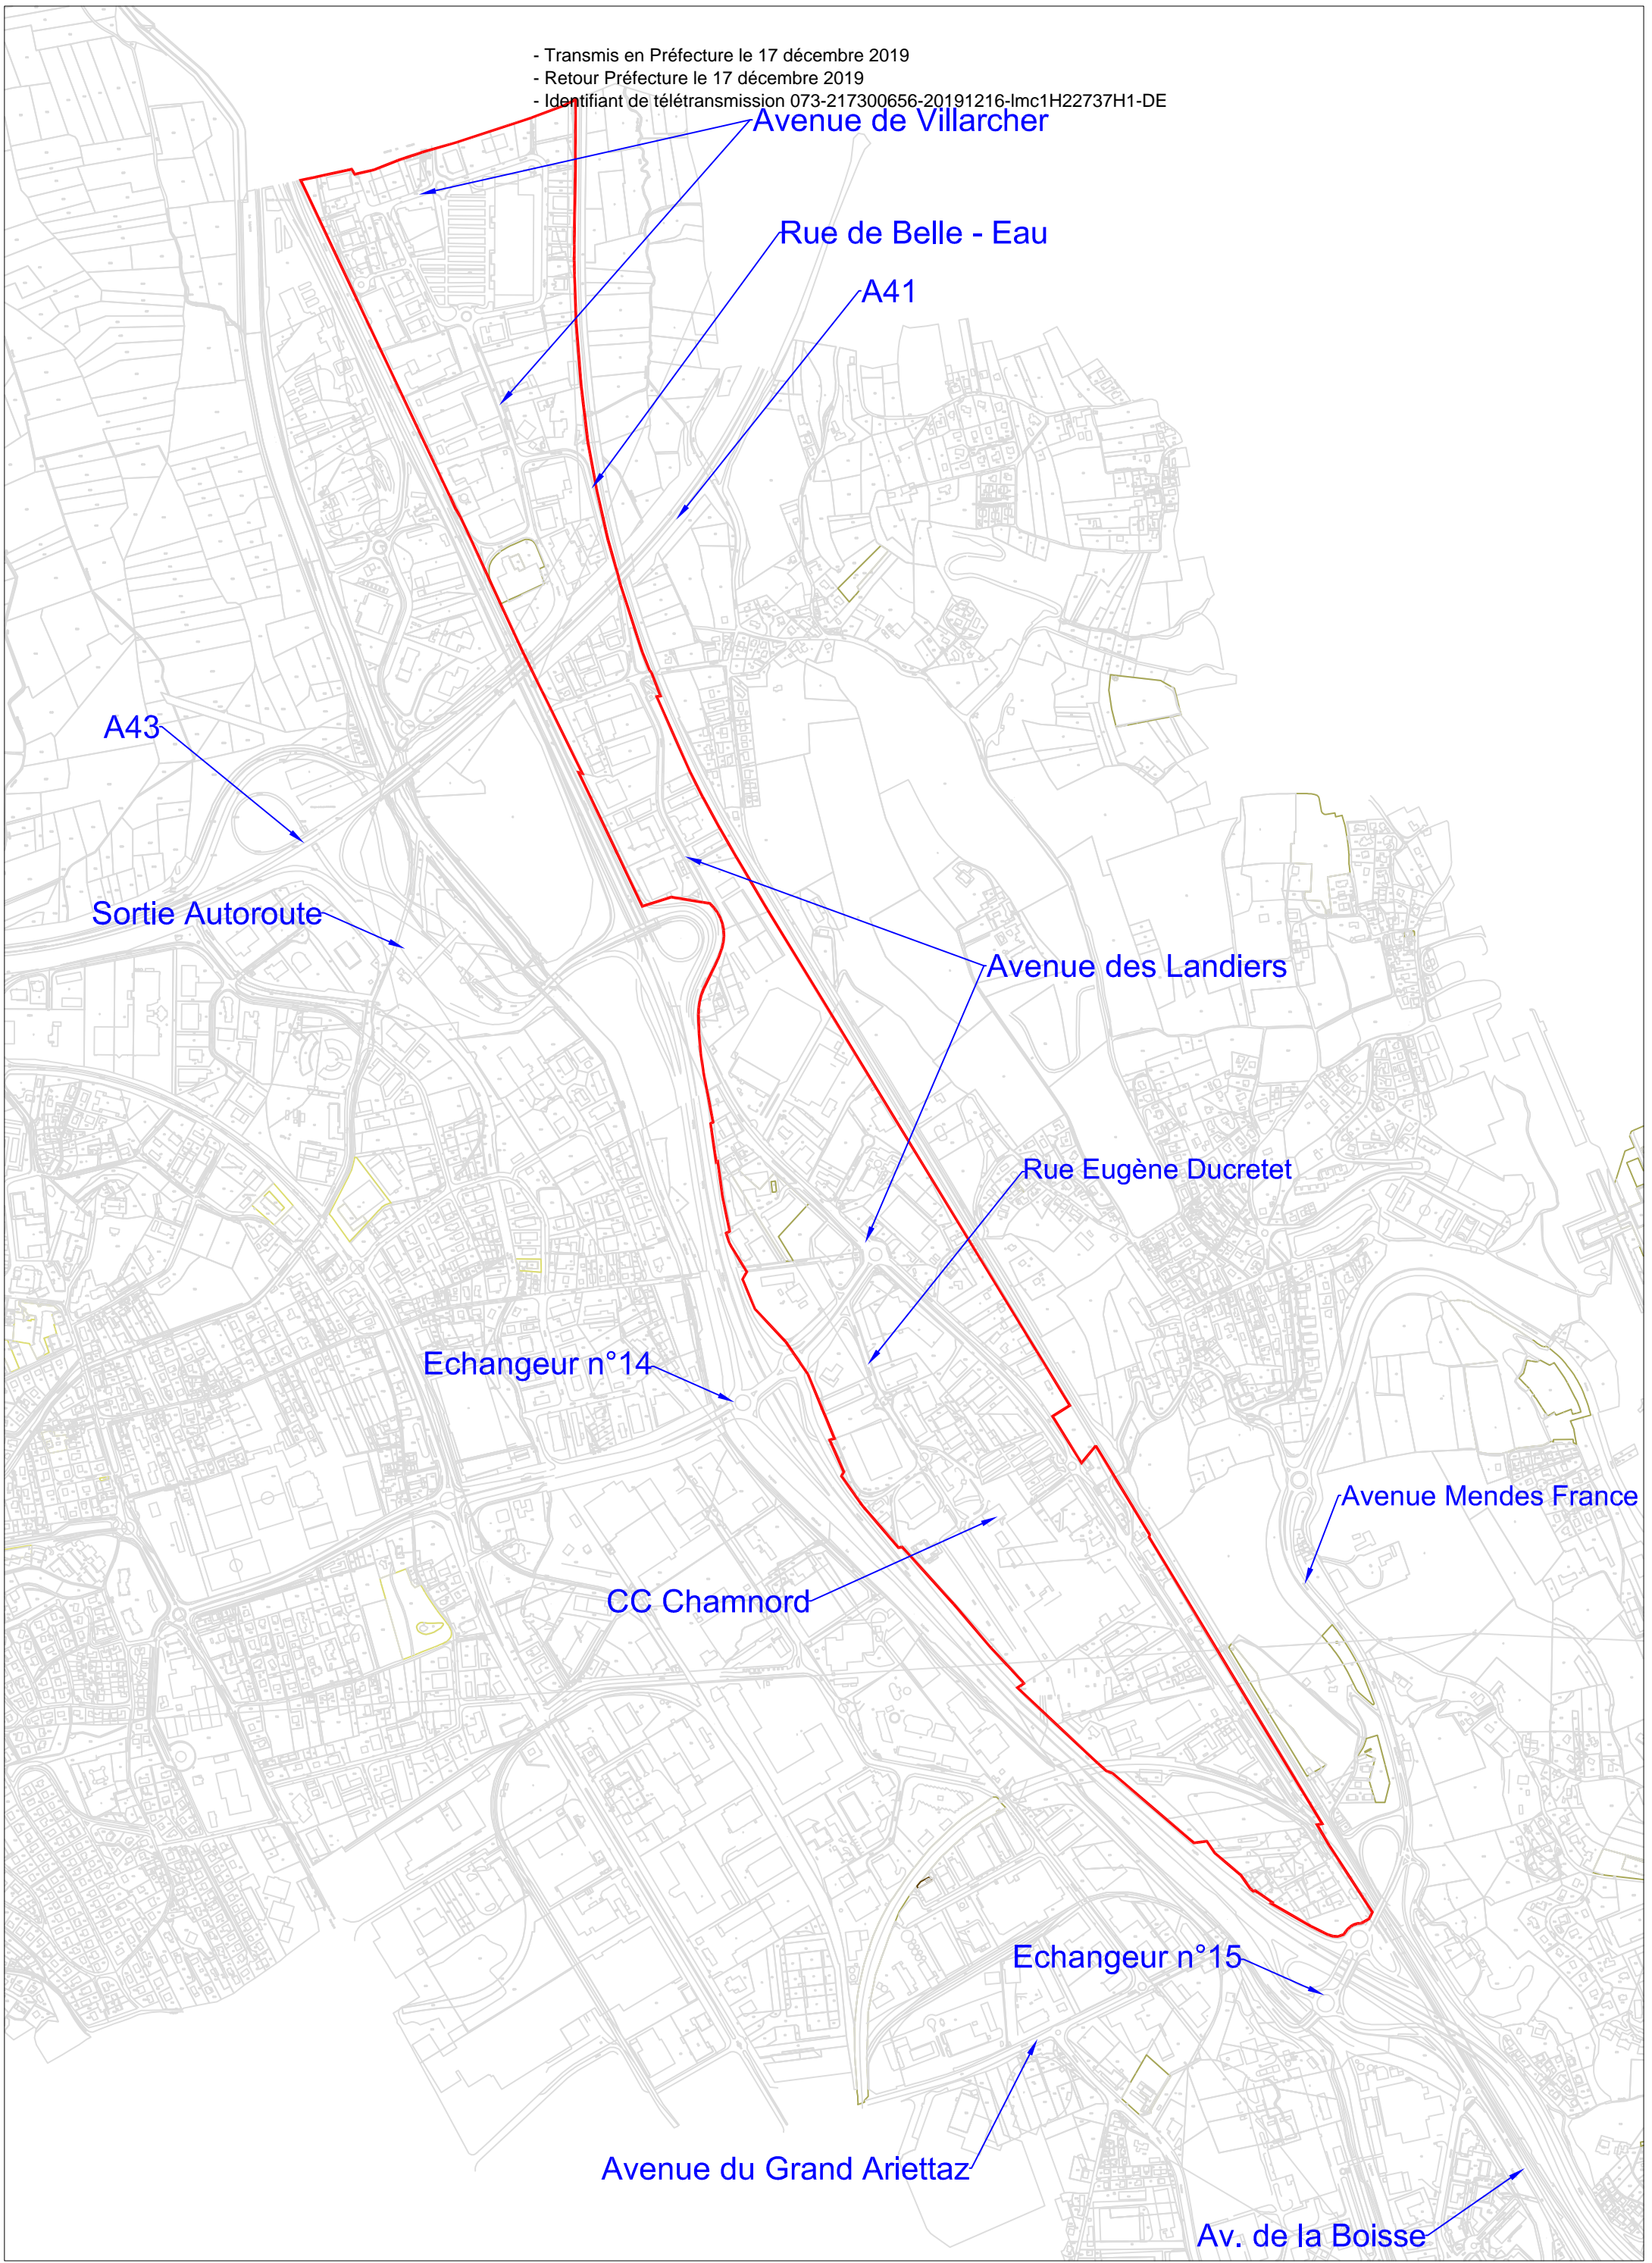 - Transmis en Préfecture le 17 décembre 2019
- Retour Préfecture le 17 décembre 2019
- Identifiant de télétransmission 073-217300656-20191216-lmc1H22737H1-DE
Avenue de Villarcher
Rue de Belle - Eau
A41
A43
Sortie Autoroute
Avenue des Landiers
Rue Eugène Ducretet
Echangeur n°14
Avenue Mendes France
CC Chamnord
Echangeur n°15
Avenue du Grand Ariettaz
Av. de la Boisse